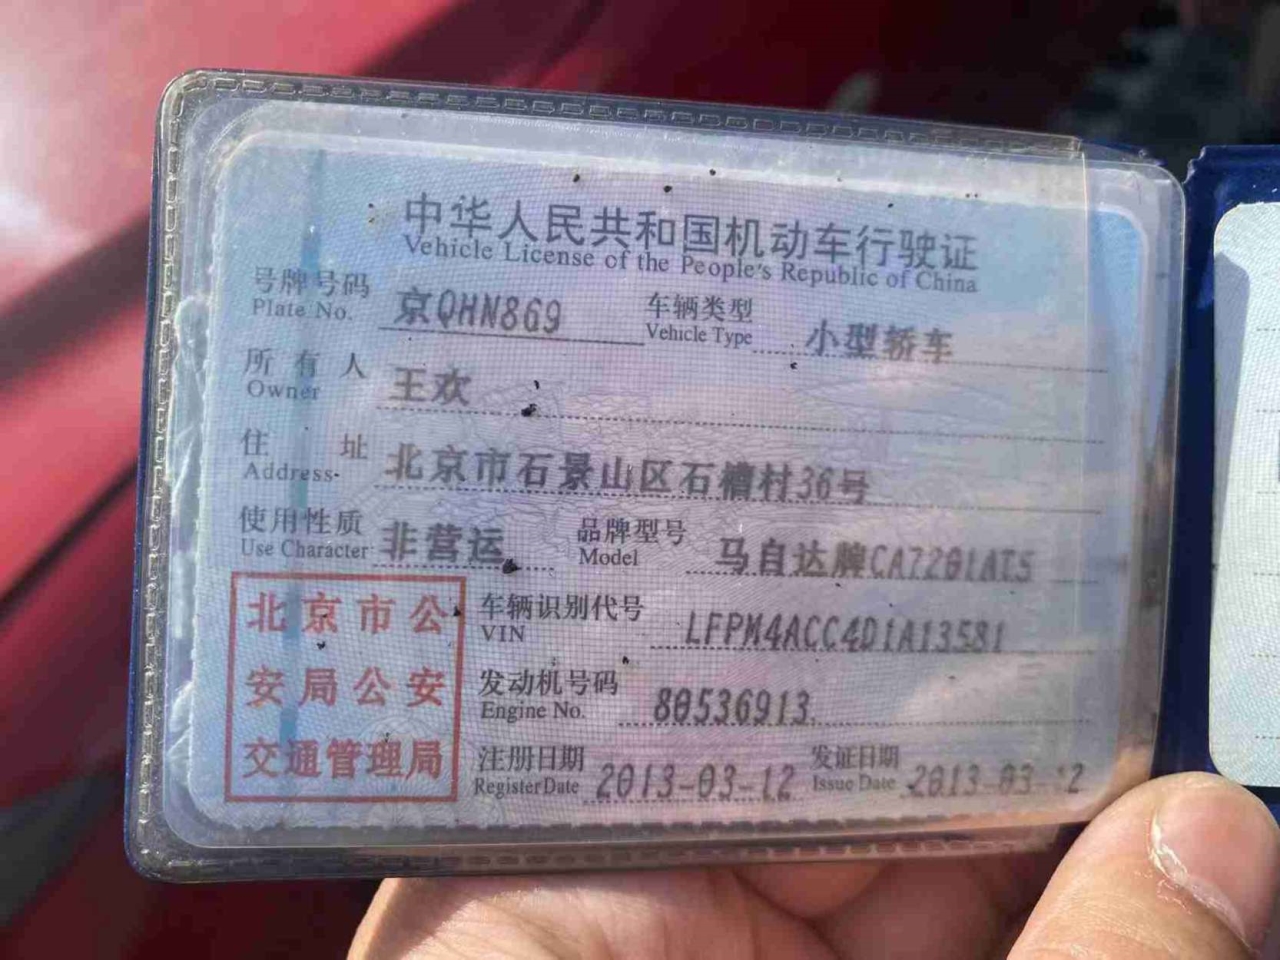 中华人民共和国机动车行驶证
Vehicle License of the People's Republic of China
号牌号码 京QHN869 车辆类型 小型轿车
Plate No. Vehicle Type
所有人 王欢
Owner
住址 北京市石景山区石槽村36号
Address
使用性质 非营运 品牌型号 马自达牌CA7201AT5
Use Character Model
北京市公 车辆识别代号 LFPM4ACC4D1A13581
VIN
安局公安 发动机号码 80536913
Engine No.
交通管理局 注册日期 2013-03-12 发证日期 2013-03-12
Register Date Issue Date